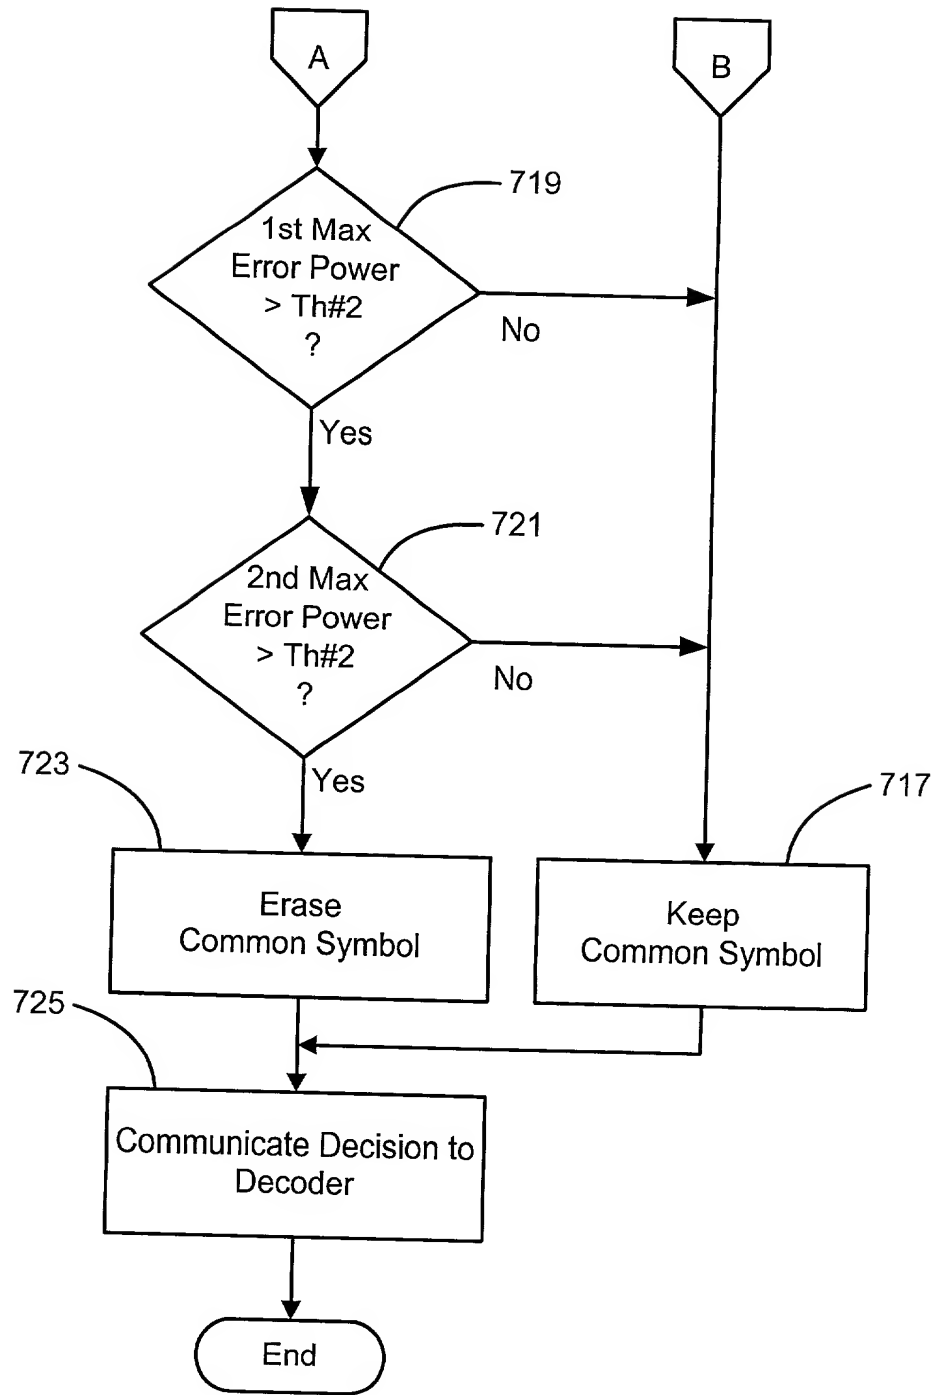 A
B
719
1st Max
Error Power
> Th#2
?
No
Yes
721
2nd Max
Error Power
> Th#2
?
No
Yes
723
717
Erase
Common Symbol
Keep
Common Symbol
725
Communicate Decision to
Decoder
End